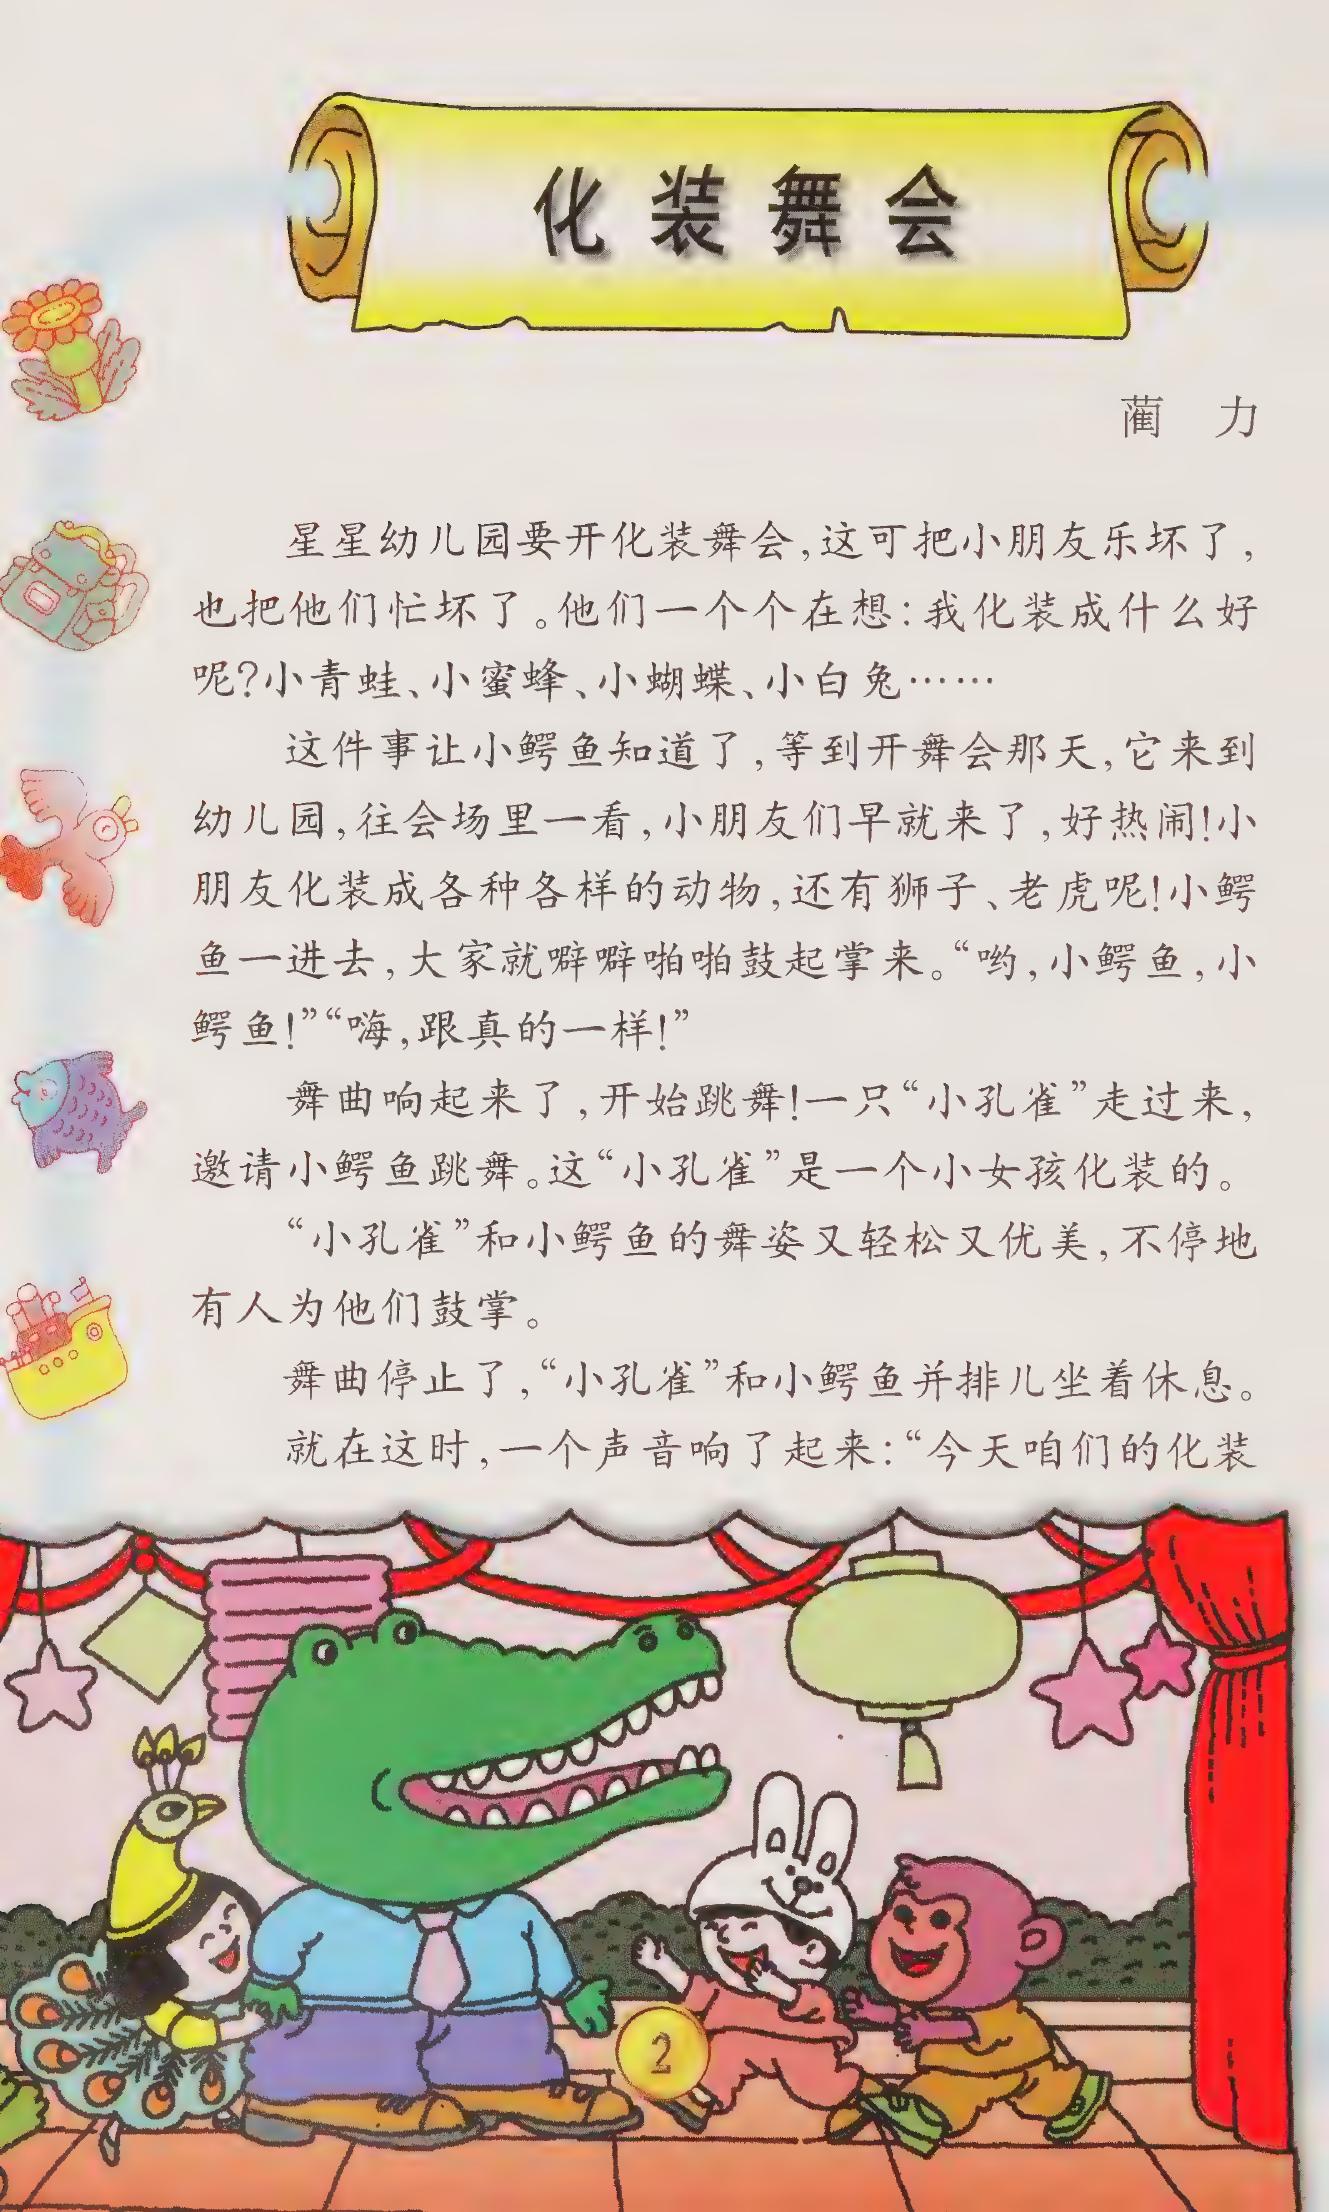 化装舞会
蔺 力
星星幼儿园要开化装舞会,这可把小朋友乐坏了,
也把他们忙坏了。他们一个个在想:我化装成什么好
呢?小青蛙、小蜜蜂、小蝴蝶、小白兔……
这件事让小鳄鱼知道了,等到开舞会那天,它来到
幼儿园,往会场里一看,小朋友们早就来了,好热闹!小
朋友化装成各种各样的动物,还有狮子、老虎呢!小鳄
鱼一进去,大家就噼噼啪啪鼓起掌来。“哟,小鳄鱼,小
鳄鱼!”“嗨,跟真的一样!”
舞曲响起来了,开始跳舞!一只“小孔雀”走过来,
邀请小鳄鱼跳舞。这“小孔雀”是一个小女孩化装的。
“小孔雀”和小鳄鱼的舞姿又轻松又优美,不停地
有人为他们鼓掌。
舞曲停止了,“小孔雀”和小鳄鱼并排儿坐着休息。
就在这时,一个声音响了起来:“今天咱们的化装
2